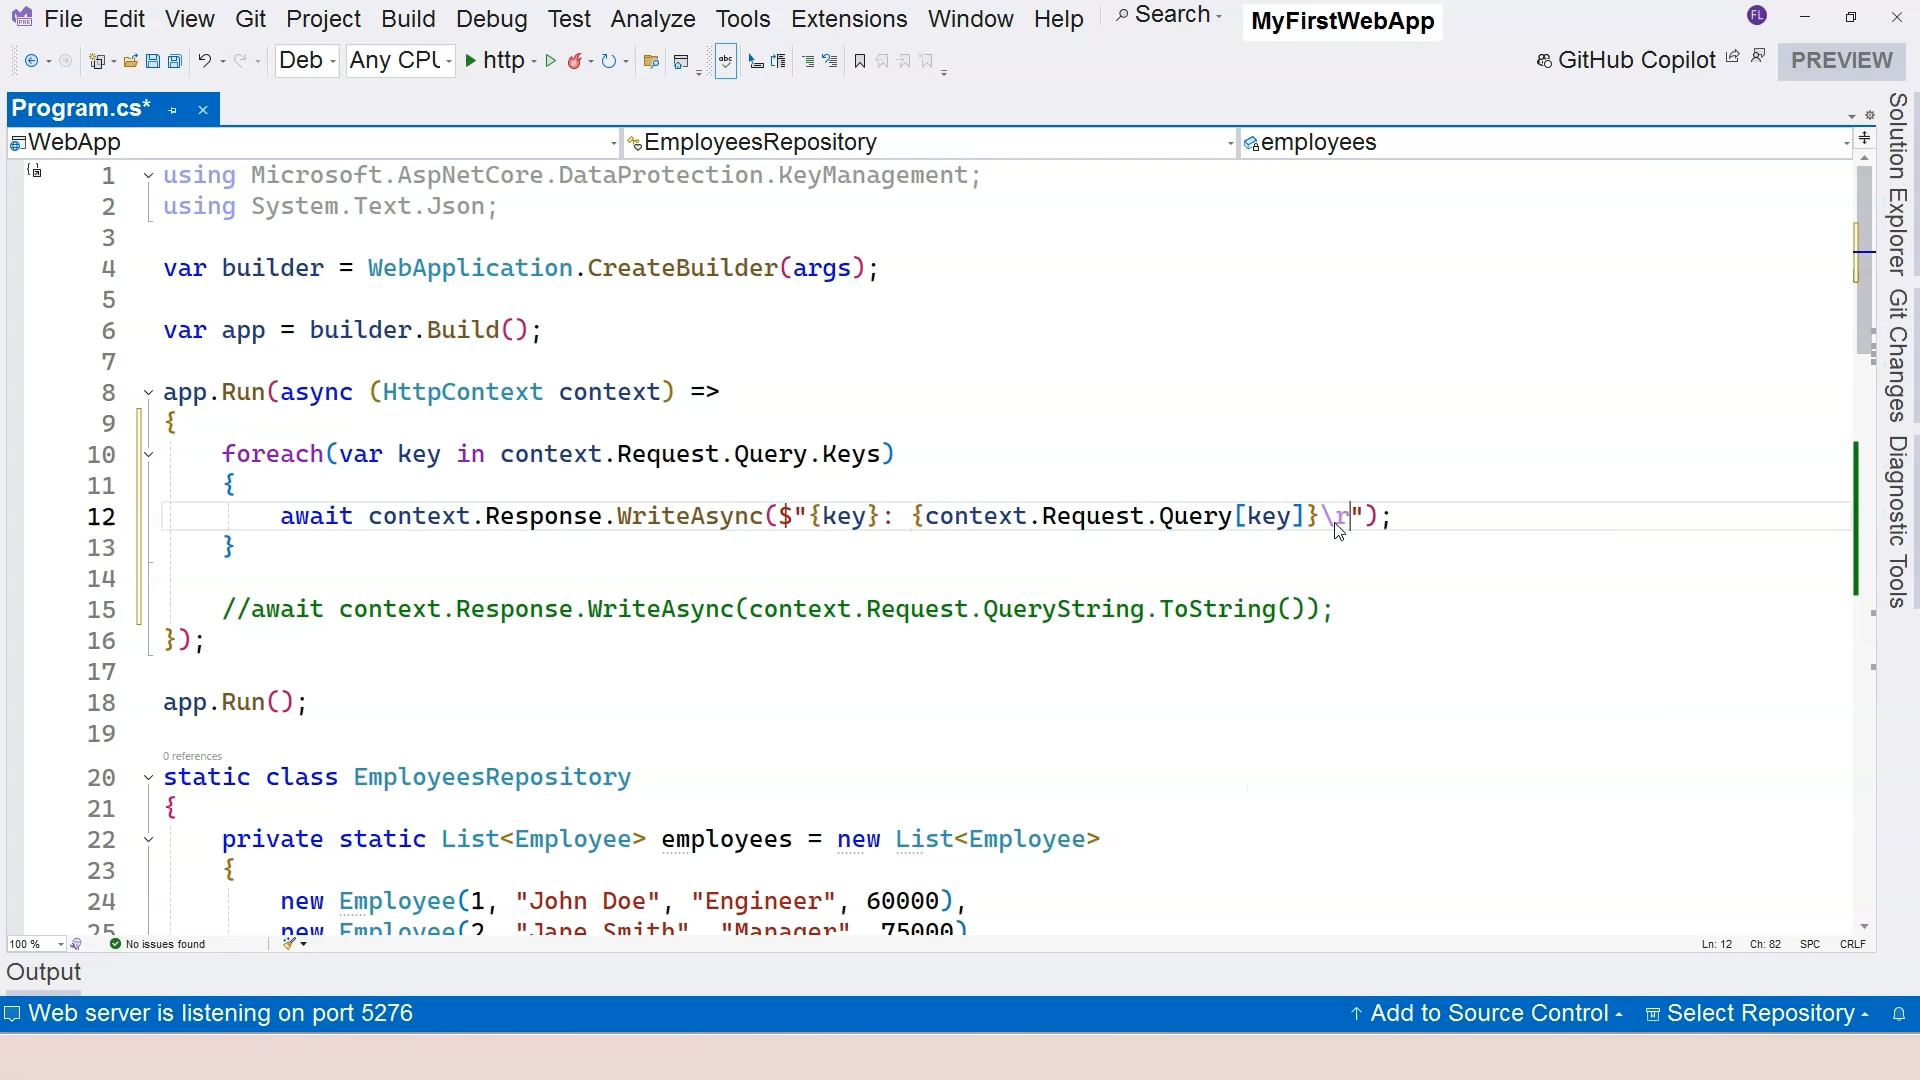 File Edit View Git Project Build Debug Test Analyze Tools Extensions Window Help Search MyFirstWebApp FL
Deb Any CPU http GitHub Copilot PREVIEW
Program.cs*
WebApp EmployeesRepository employees
1 using Microsoft.AspNetCore.DataProtection.KeyManagement;
2 using System.Text.Json;
3
4 var builder = WebApplication.CreateBuilder(args);
5
6 var app = builder.Build();
7
8 app.Run(async (HttpContext context) =>
9 {
10 foreach(var key in context.Request.Query.Keys)
11 {
12 await context.Response.WriteAsync($"{key}: {context.Request.Query[key]}\r");
13 }
14
15 //await context.Response.WriteAsync(context.Request.QueryString.ToString());
16 });
17
18 app.Run();
19
0 references
20 static class EmployeesRepository
21 {
22 private static List<Employee> employees = new List<Employee>
23 {
24 new Employee(1, "John Doe", "Engineer", 60000),
25 new Employee(2, "Jane Smith", "Manager", 75000)
100 % No issues found Ln: 12 Ch: 82 SPC CRLF
Output
Web server is listening on port 5276 Add to Source Control Select Repository
Solution Explorer
Git Changes
Diagnostic Tools